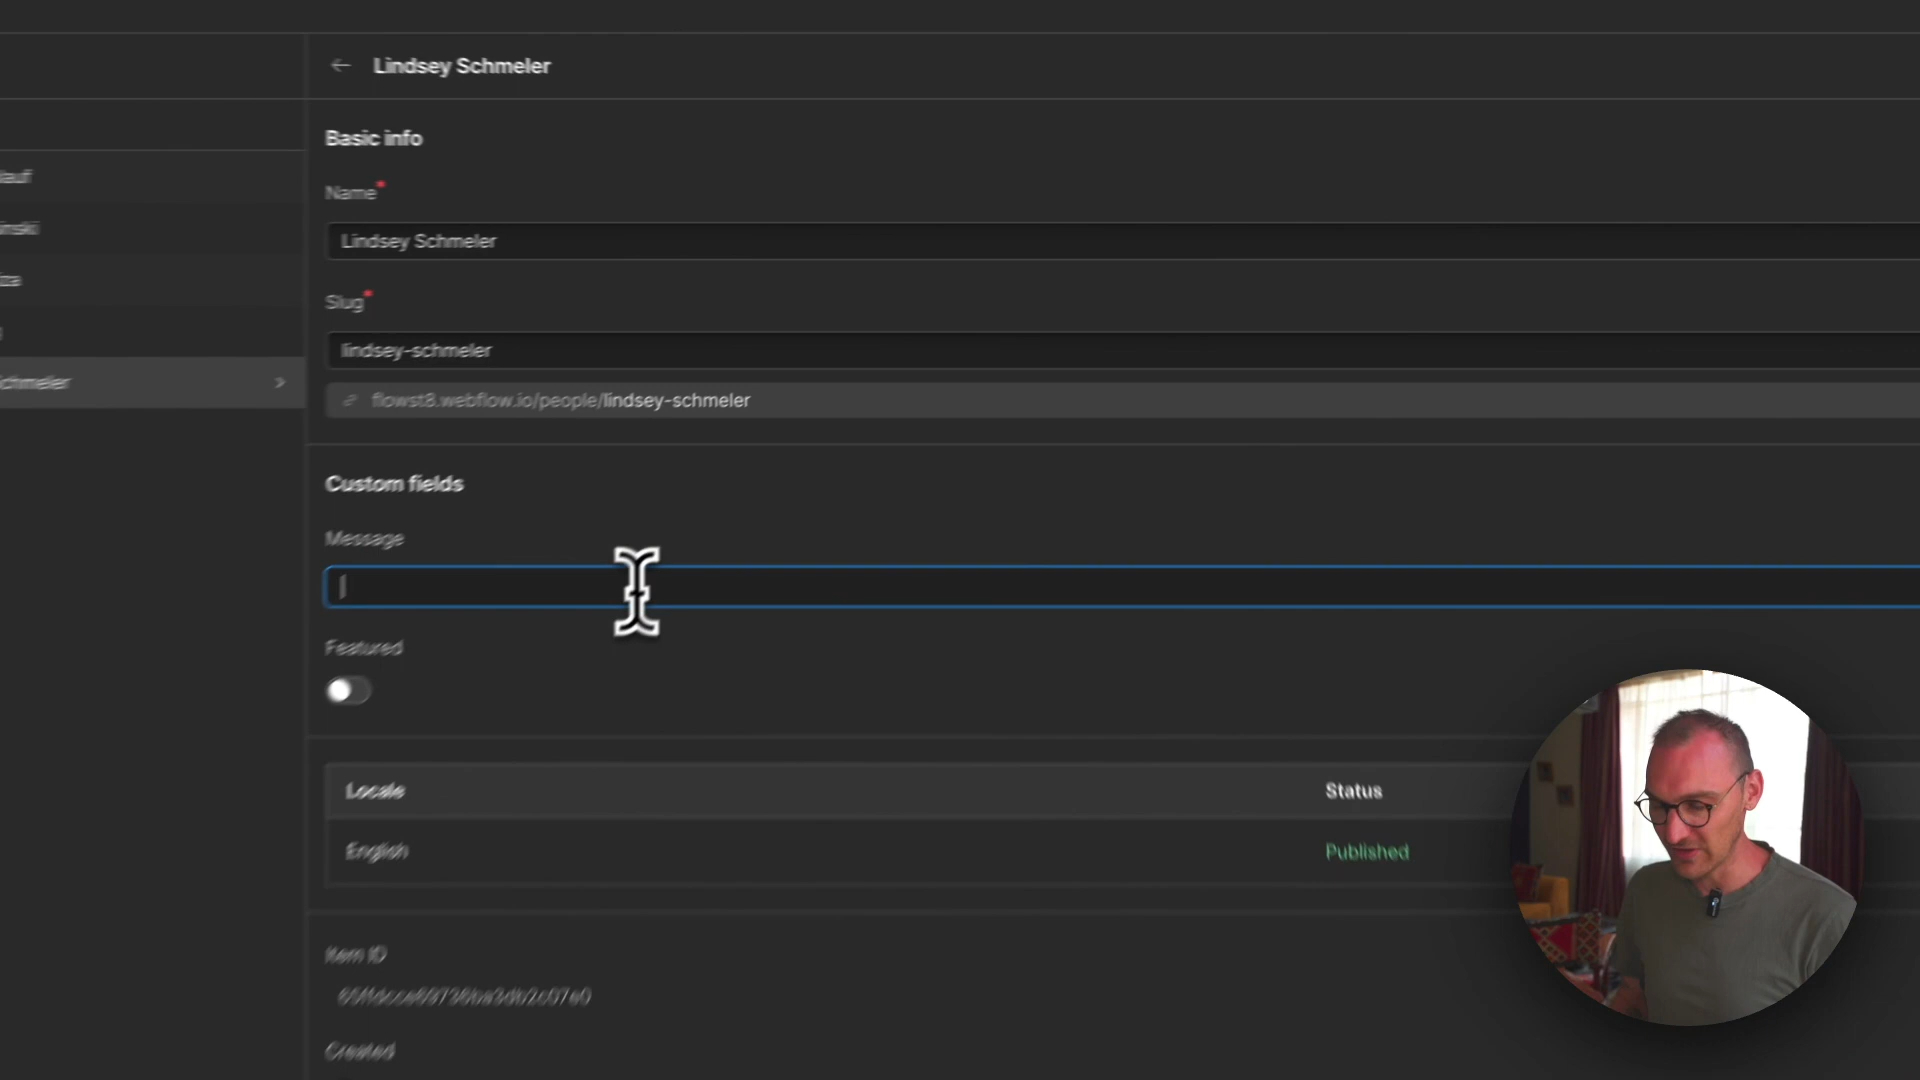 Lindsey Schmeler
Basic info
Name*
Lindsey Schmeler
Slug*
lindsey-schmeler
flowst8.webflow.io/people/lindsey-schmeler
Custom fields
Message
Featured
Locale
Status
English
Published
Item ID
Created